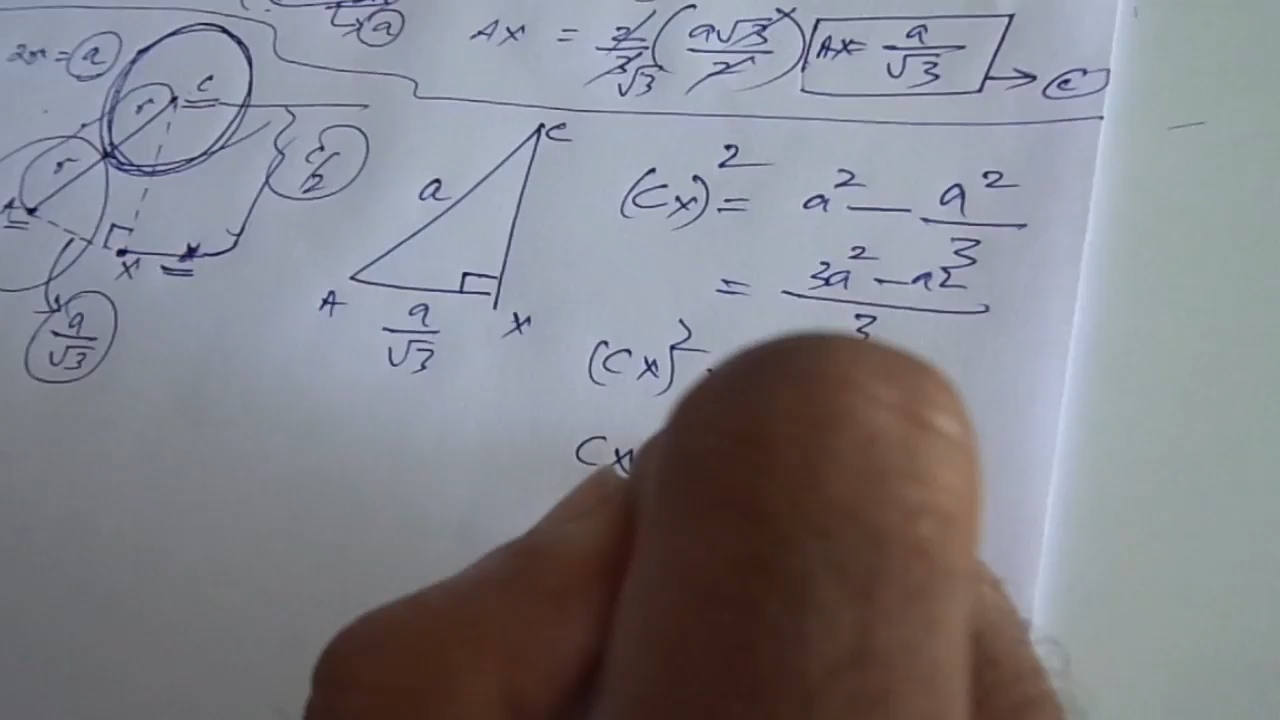 → a
AX = 2/3√3 (a√3/2) AX = a/√3 → C
2r = a
C
r
r
A
X
c/2
a/√3
C
a
A
X
a/√3
(CX)² = a² — a²/3
= 3a² — a²/3
(CX)²
CX